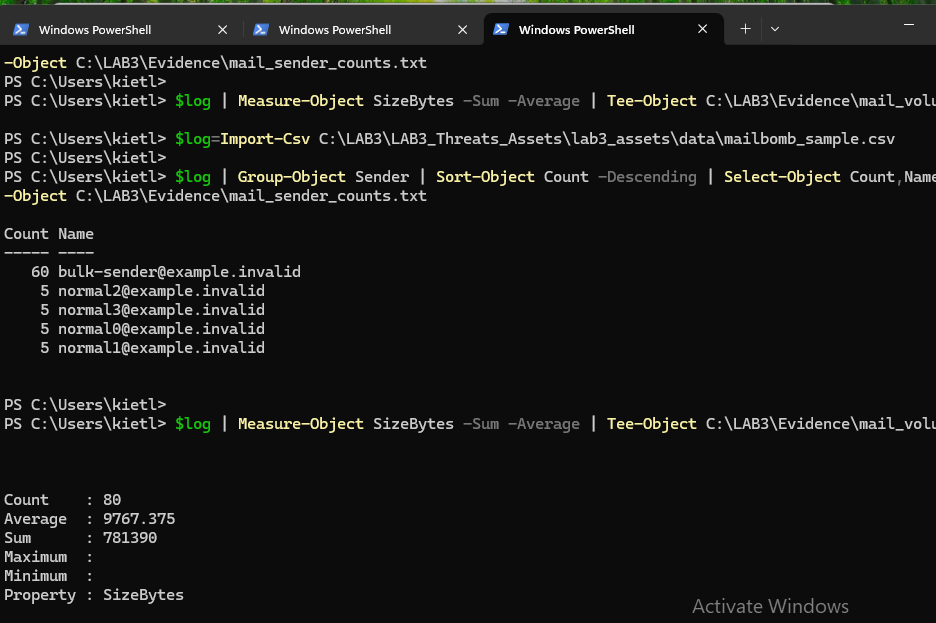 Windows PowerShell
Windows PowerShell
Windows PowerShell
-Object C:\LAB3\Evidence\mail_sender_counts.txt
PS C:\Users\kietl>
PS C:\Users\kietl> $log | Measure-Object SizeBytes -Sum -Average | Tee-Object C:\LAB3\Evidence\mail_volu
PS C:\Users\kietl> $log=Import-Csv C:\LAB3\LAB3_Threats_Assets\lab3_assets\data\mailbomb_sample.csv
PS C:\Users\kietl>
PS C:\Users\kietl> $log | Group-Object Sender | Sort-Object Count -Descending | Select-Object Count,Name
-Object C:\LAB3\Evidence\mail_sender_counts.txt
Count Name
----- ----
60 bulk-sender@example.invalid
5 normal2@example.invalid
5 normal3@example.invalid
5 normal0@example.invalid
5 normal1@example.invalid
PS C:\Users\kietl>
PS C:\Users\kietl> $log | Measure-Object SizeBytes -Sum -Average | Tee-Object C:\LAB3\Evidence\mail_volu
Count : 80
Average : 9767.375
Sum : 781390
Maximum :
Minimum :
Property : SizeBytes
Activate Windows